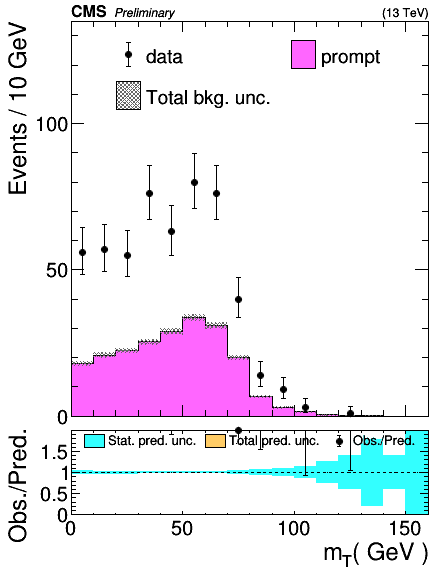 CMS Preliminary (13 TeV)
Events / 10 GeV
data
prompt
Total bkg. unc.
100
50
0
Obs./Pred.
Stat. pred. unc.
Total pred. unc.
Obs./Pred.
2
1.5
1
0.5
0
0 50 100 150
m_T( GeV )